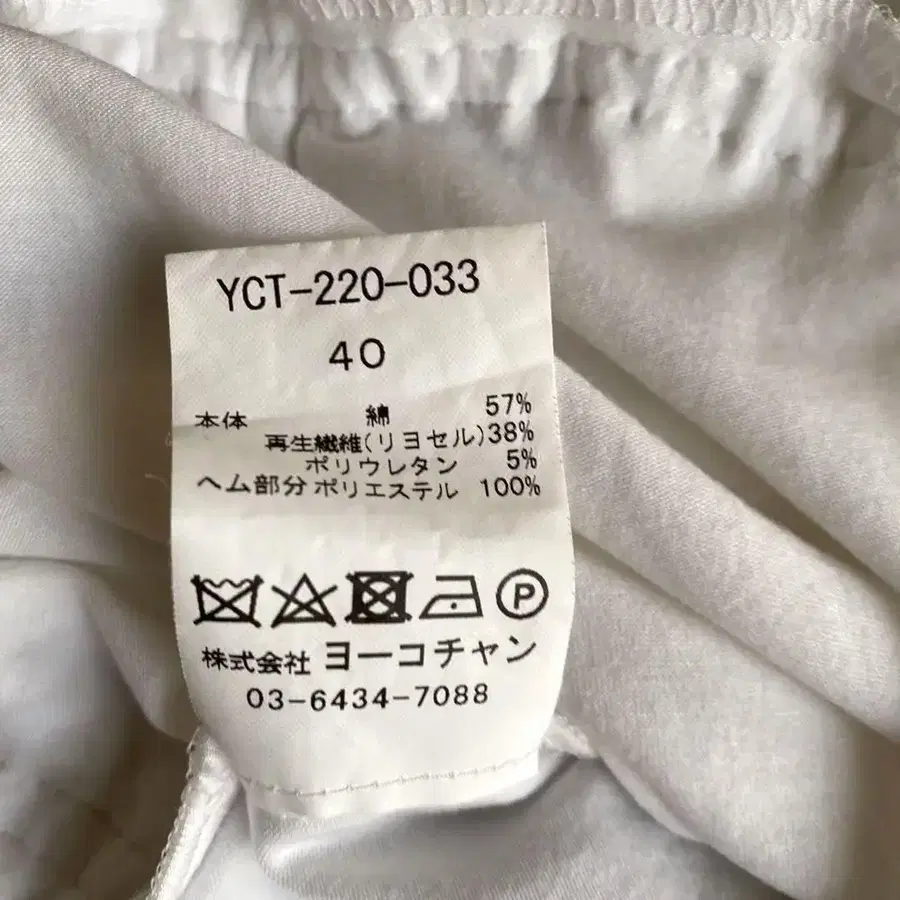 YCT-220-033
40
本体 綿 57%
再生繊維(リヨセル)38%
ポリウレタン 5%
ヘム部分 ポリエステル 100%
P
株式会社 ヨーコチャン
03-6434-7088